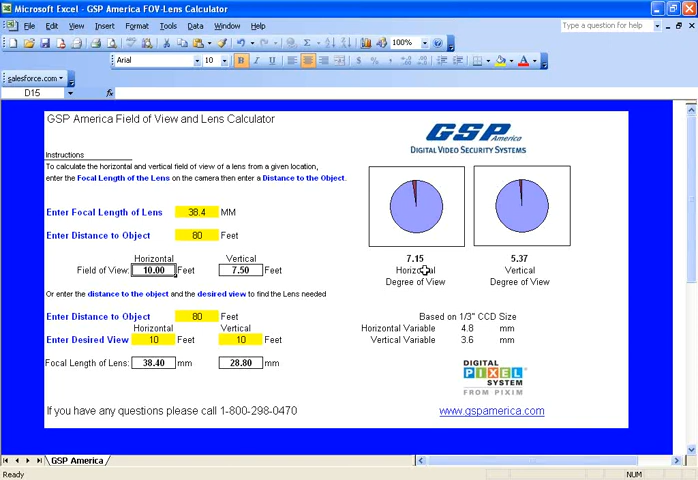 Microsoft Excel - GSP America FOV-Lens Calculator
File Edit View Insert Format Tools Data Window Help
Type a question for help
100%
Arial 10 B I U $ % ,
salesforce.com
D15 fx
GSP America Field of View and Lens Calculator
GSP America
DIGITAL VIDEO SECURITY SYSTEMS
Instructions
To calculate the horizontal and vertical field of view of a lens from a given location,
enter the Focal Length of the Lens on the camera then enter a Distance to the Object.
Enter Focal Length of Lens 38.4 MM
Enter Distance to Object 80 Feet
Horizontal Vertical
Field of View: 10.00 Feet 7.50 Feet
7.15 5.37
Horizontal Vertical
Degree of View Degree of View
Or enter the distance to the object and the desired view to find the Lens needed
Enter Distance to Object 80 Feet
Horizontal Vertical
Enter Desired View 10 Feet 10 Feet
Focal Length of Lens: 38.40 mm 28.80 mm
Based on 1/3" CCD Size
Horizontal Variable 4.8 mm
Vertical Variable 3.6 mm
DIGITAL
PIXEL
SYSTEM
FROM PIXIM
If you have any questions please call 1-800-298-0470
www.gspamerica.com
GSP America
Ready NUM